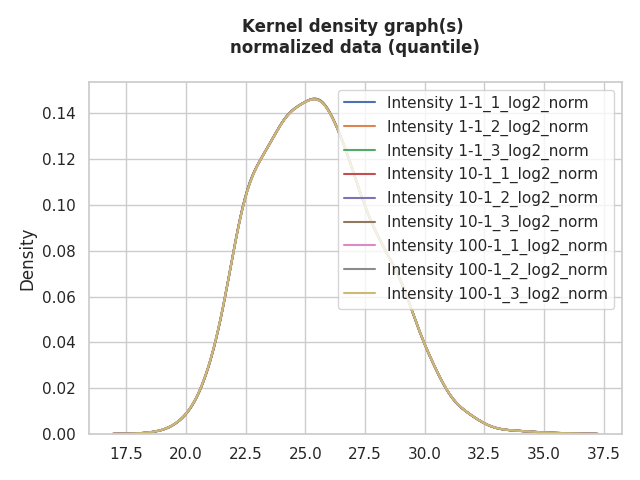 Kernel density graph(s)
normalized data (quantile)
Density
0.14
0.12
0.10
0.08
0.06
0.04
0.02
0.00
Intensity 1-1_1_log2_norm
Intensity 1-1_2_log2_norm
Intensity 1-1_3_log2_norm
Intensity 10-1_1_log2_norm
Intensity 10-1_2_log2_norm
Intensity 10-1_3_log2_norm
Intensity 100-1_1_log2_norm
Intensity 100-1_2_log2_norm
Intensity 100-1_3_log2_norm
17.5 20.0 22.5 25.0 27.5 30.0 32.5 35.0 37.5